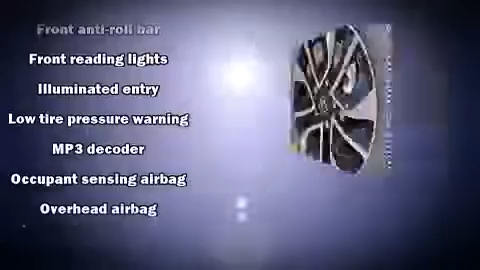 Front anti-roll bar
Front reading lights
Illuminated entry
Low tire pressure warning
MP3 decoder
Occupant sensing airbag
Overhead airbag